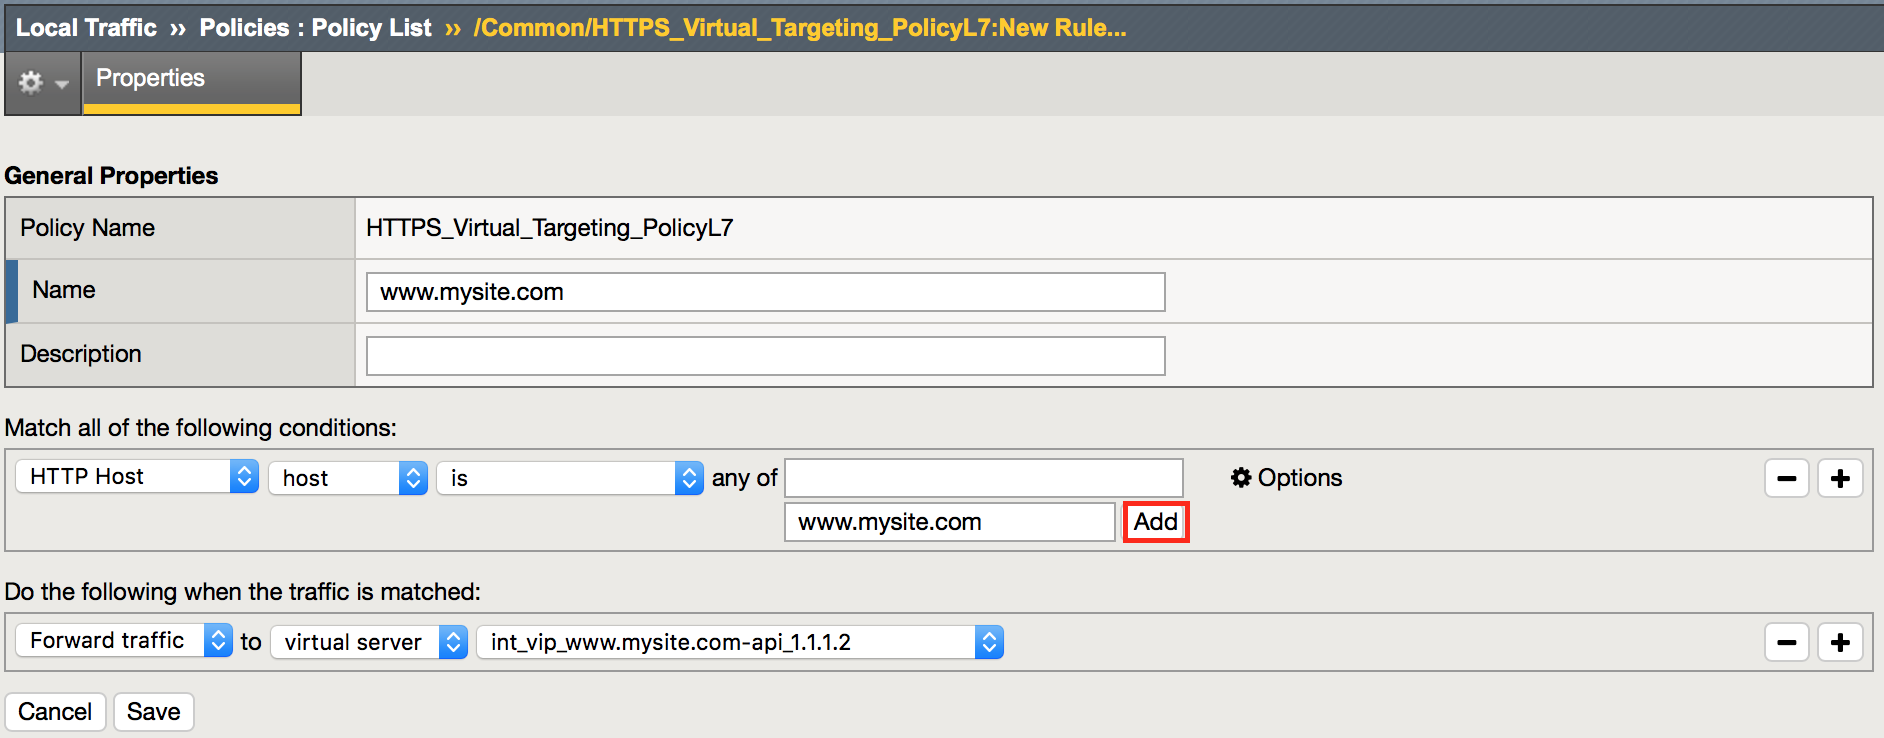 Local Traffic ›› Policies : Policy List ›› /Common/HTTPS_Virtual_Targeting_PolicyL7:New Rule...
Properties
General Properties
Policy Name HTTPS_Virtual_Targeting_PolicyL7
Name www.mysite.com
Description
Match all of the following conditions:
HTTP Host host is any of Options
www.mysite.com Add
Do the following when the traffic is matched:
Forward traffic to virtual server int_vip_www.mysite.com-api_1.1.1.2
Cancel Save